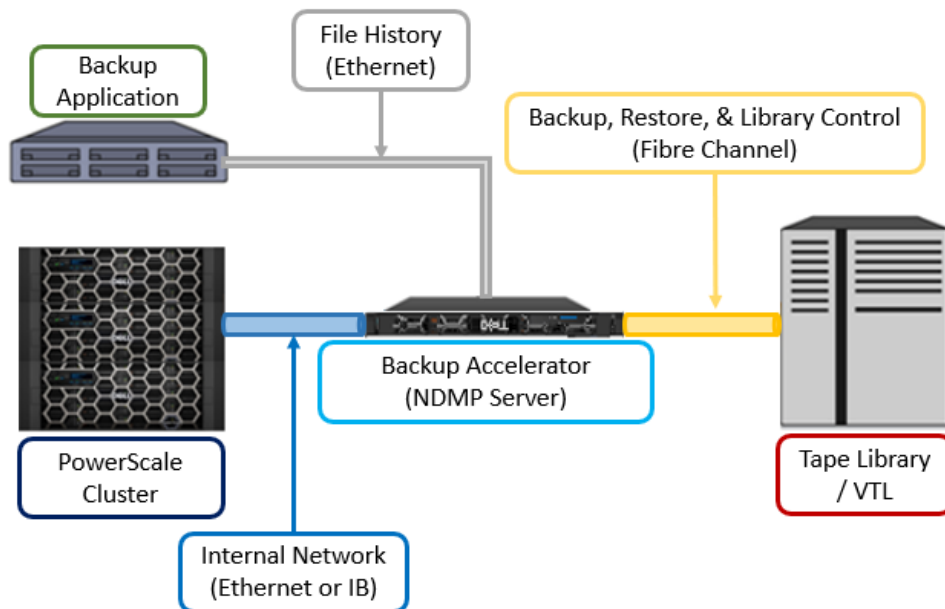 File History
(Ethernet)
Backup
Application
Backup, Restore, & Library Control
(Fibre Channel)
DELL
Backup Accelerator
(NDMP Server)
PowerScale
Cluster
Tape Library
/ VTL
Internal Network
(Ethernet or IB)